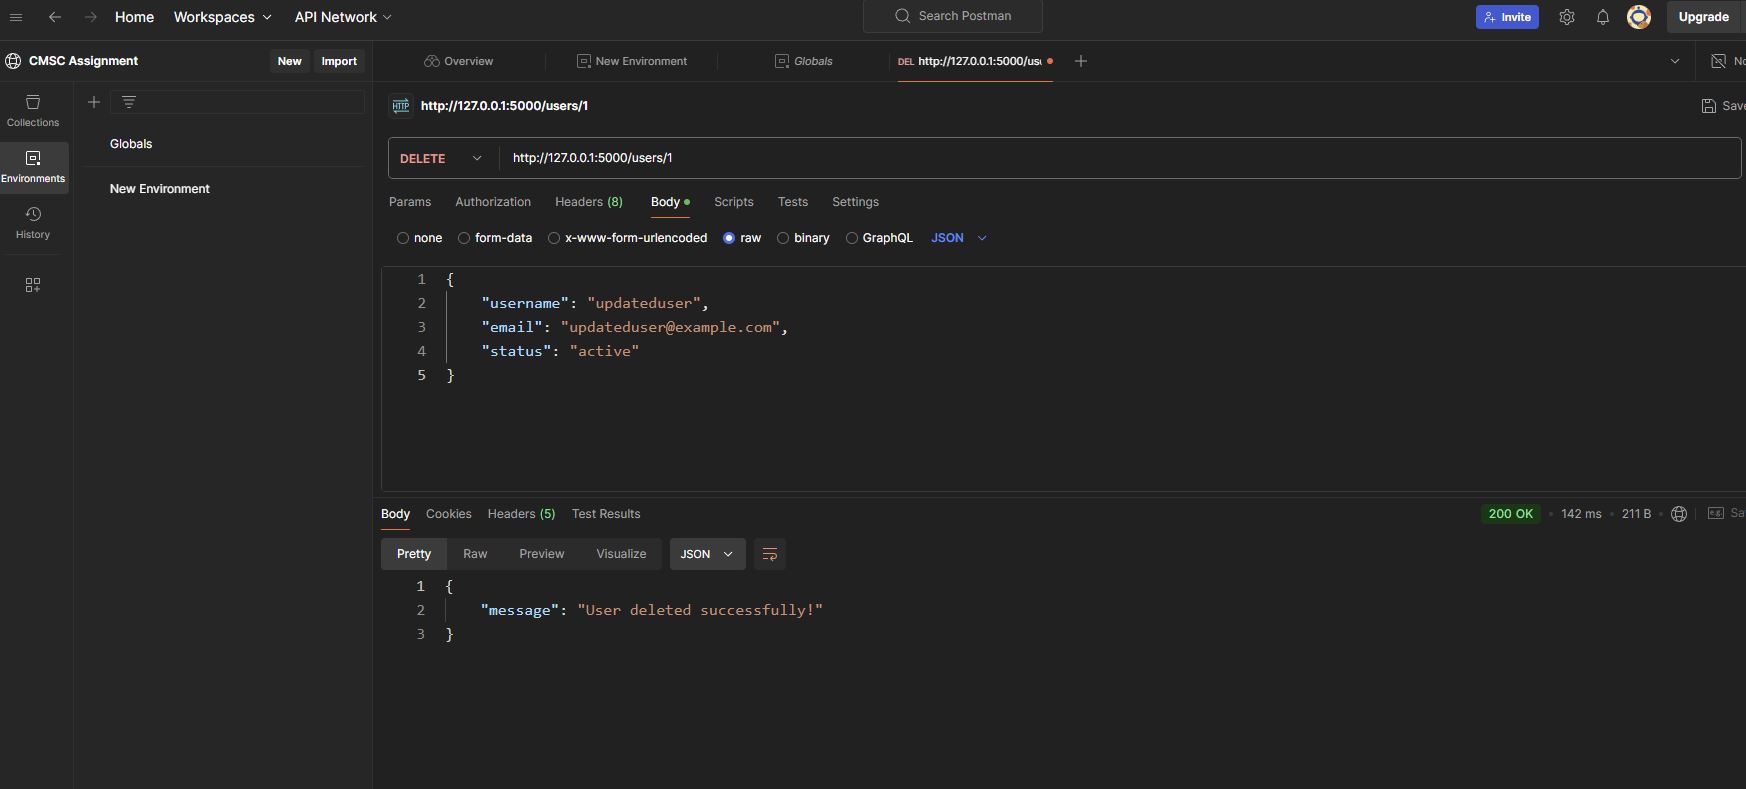 Home Workspaces API Network Search Postman Invite Upgrade
CMSC Assignment New Import Overview New Environment Globals DEL http://127.0.0.1:5000/us No
Collections
Environments
History
Globals
New Environment
HTTP http://127.0.0.1:5000/users/1 Save
DELETE http://127.0.0.1:5000/users/1
Params Authorization Headers (8) Body Scripts Tests Settings
none form-data x-www-form-urlencoded raw binary GraphQL JSON
1 {
2 "username": "updateduser",
3 "email": "updateduser@example.com",
4 "status": "active"
5 }
Body Cookies Headers (5) Test Results 200 OK • 142 ms • 211 B • e.g. Sa
Pretty Raw Preview Visualize JSON
1 {
2 "message": "User deleted successfully!"
3 }